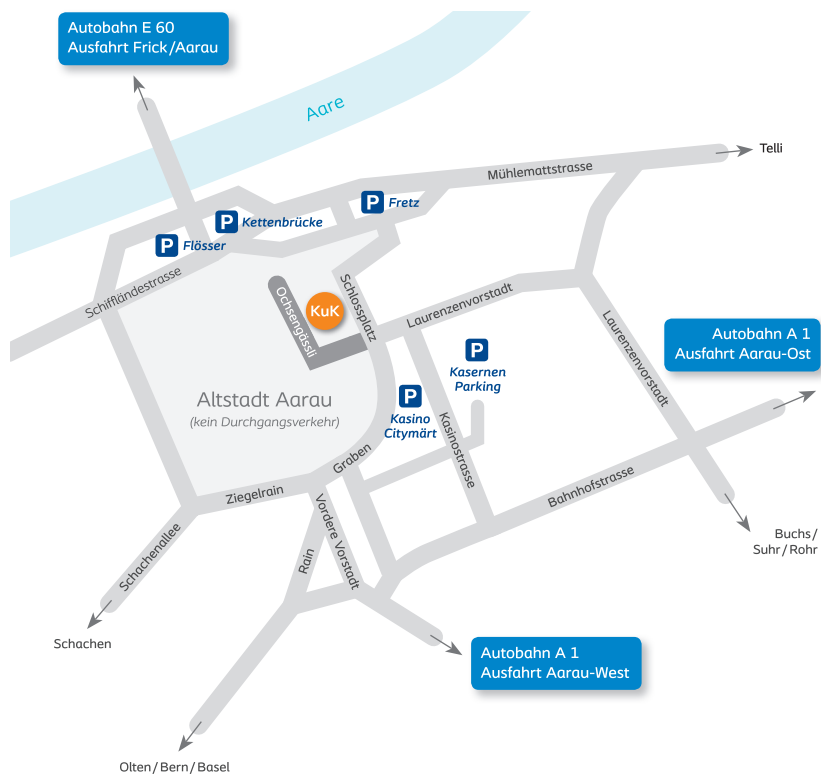 Autobahn E 60
Ausfahrt Frick/Aarau
Aare
Telli
Mühlemattstrasse
P Fretz
P Kettenbrücke
P Flösser
Schiffländestrasse
Ochsengässli
KuK
Schlossplatz
Laurenzenvorstadt
Laurenzenvorstadt
Autobahn A 1
Ausfahrt Aarau-Ost
P
Kasernen
Parking
P
Kasino
Citymärt
Altstadt Aarau
(kein Durchgangsverkehr)
Kasinostrasse
Graben
Ziegelrain
Bahnhofstrasse
Vordere Vorstadt
Rain
Schachenallee
Buchs/
Suhr/Rohr
Schachen
Autobahn A 1
Ausfahrt Aarau-West
Olten/Bern/Basel